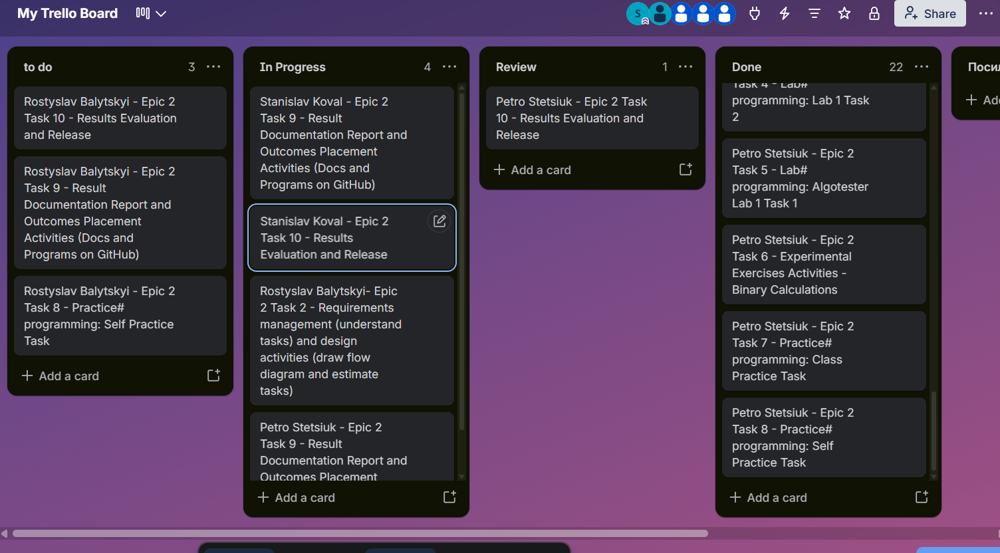 My Trello Board
S
Share
to do
3
Rostyslav Balytskyi - Epic 2
Task 10 - Results Evaluation
and Release
Rostyslav Balytskyi - Epic 2
Task 9 - Result
Documentation Report and
Outcomes Placement
Activities (Docs and
Programs on GitHub)
Rostyslav Balytskyi - Epic 2
Task 8 - Practice#
programming: Self Practice
Task
Add a card
In Progress
4
Stanislav Koval - Epic 2
Task 9 - Result
Documentation Report and
Outcomes Placement
Activities (Docs and
Programs on GitHub)
Stanislav Koval - Epic 2
Task 10 - Results
Evaluation and Release
Rostyslav Balytskyi- Epic
2 Task 2 - Requirements
management (understand
tasks) and design
activities (draw flow
diagram and estimate
tasks)
Petro Stetsiuk - Epic 2
Task 9 - Result
Documentation Report and
Outcomes Placement
Add a card
Review
1
Petro Stetsiuk - Epic 2 Task
10 - Results Evaluation and
Release
Add a card
Done
22
Task 4 - Lab#
programming: Lab 1 Task
2
Petro Stetsiuk - Epic 2
Task 5 - Lab#
programming: Algotester
Lab 1 Task 1
Petro Stetsiuk - Epic 2
Task 6 - Experimental
Exercises Activities -
Binary Calculations
Petro Stetsiuk - Epic 2
Task 7 - Practice#
programming: Class
Practice Task
Petro Stetsiuk - Epic 2
Task 8 - Practice#
programming: Self
Practice Task
Add a card